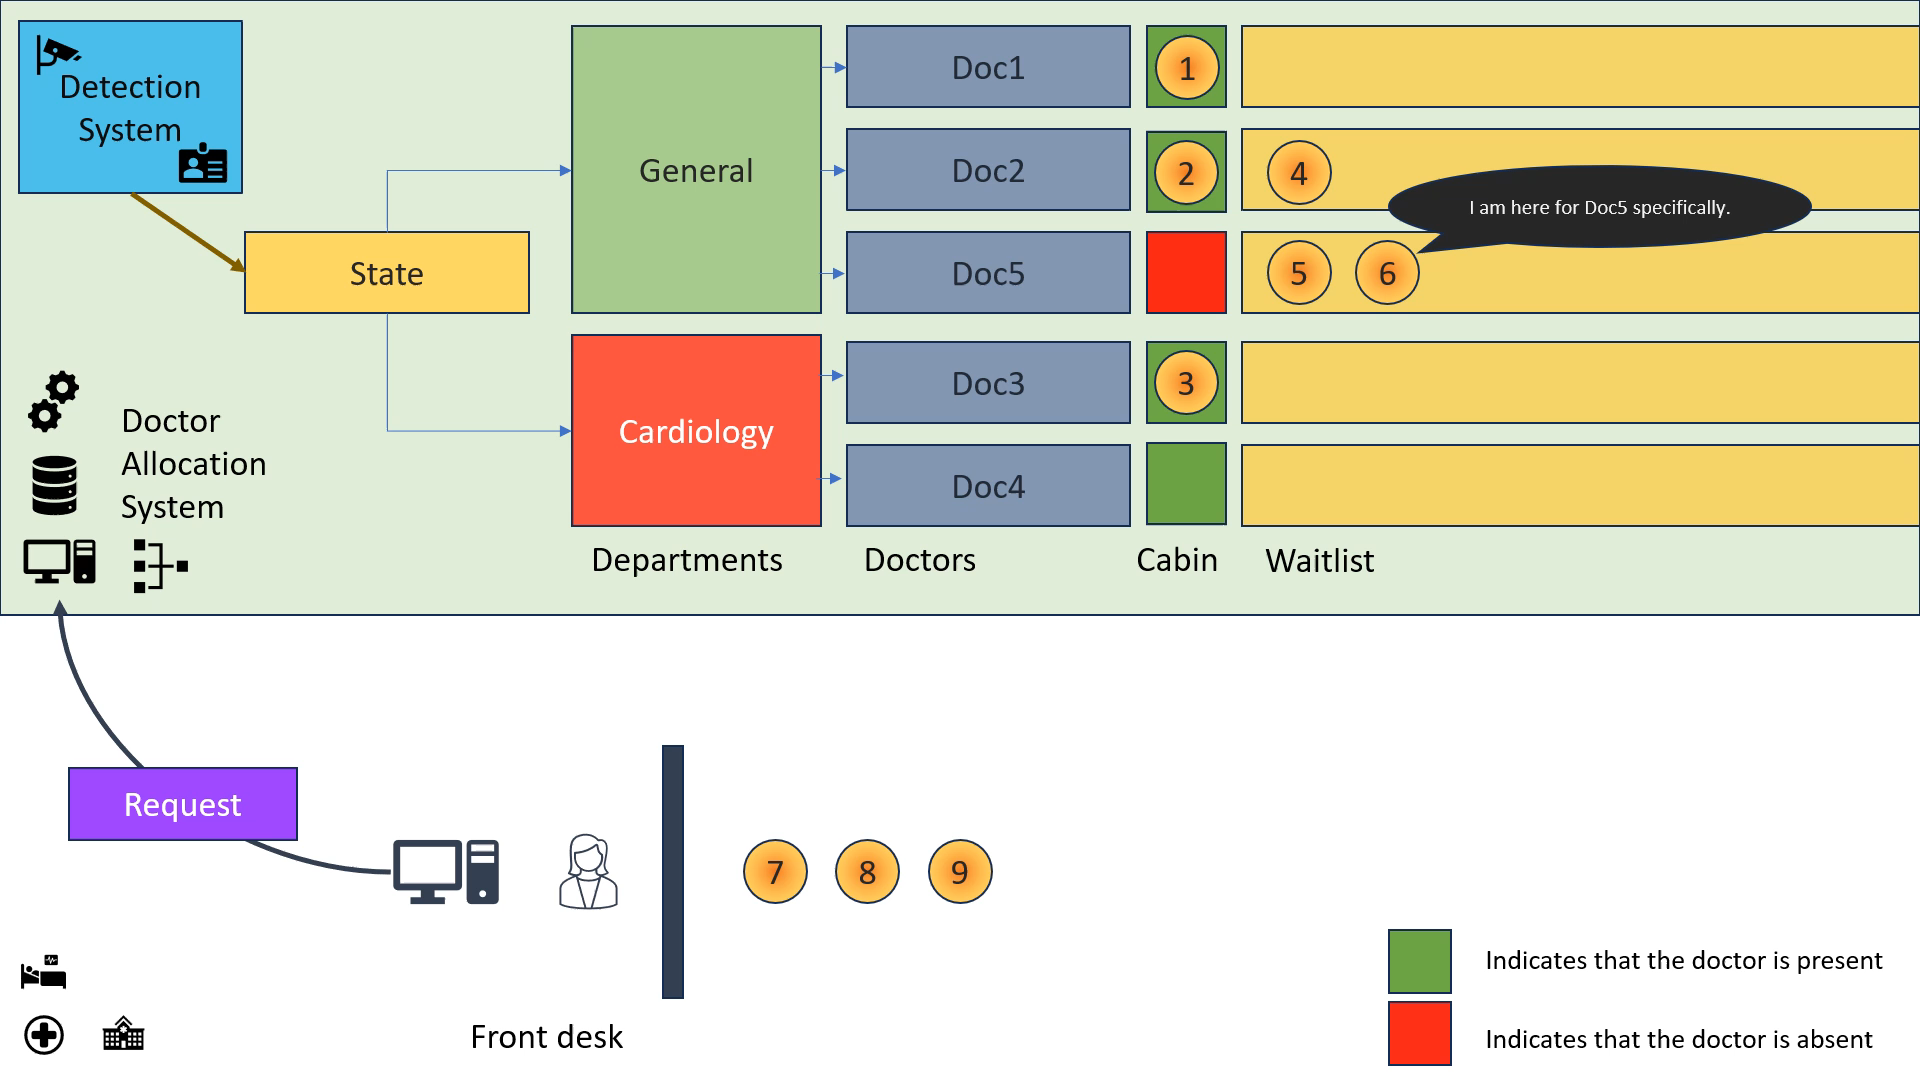 Detection
System
State
General
Cardiology
Doc1
1
Doc2
2
4
I am here for Doc5 specifically.
Doc5
5
6
Doc3
3
Doc4
Departments
Doctors
Cabin
Waitlist
Doctor
Allocation
System
Request
7
8
9
Front desk
Indicates that the doctor is present
Indicates that the doctor is absent